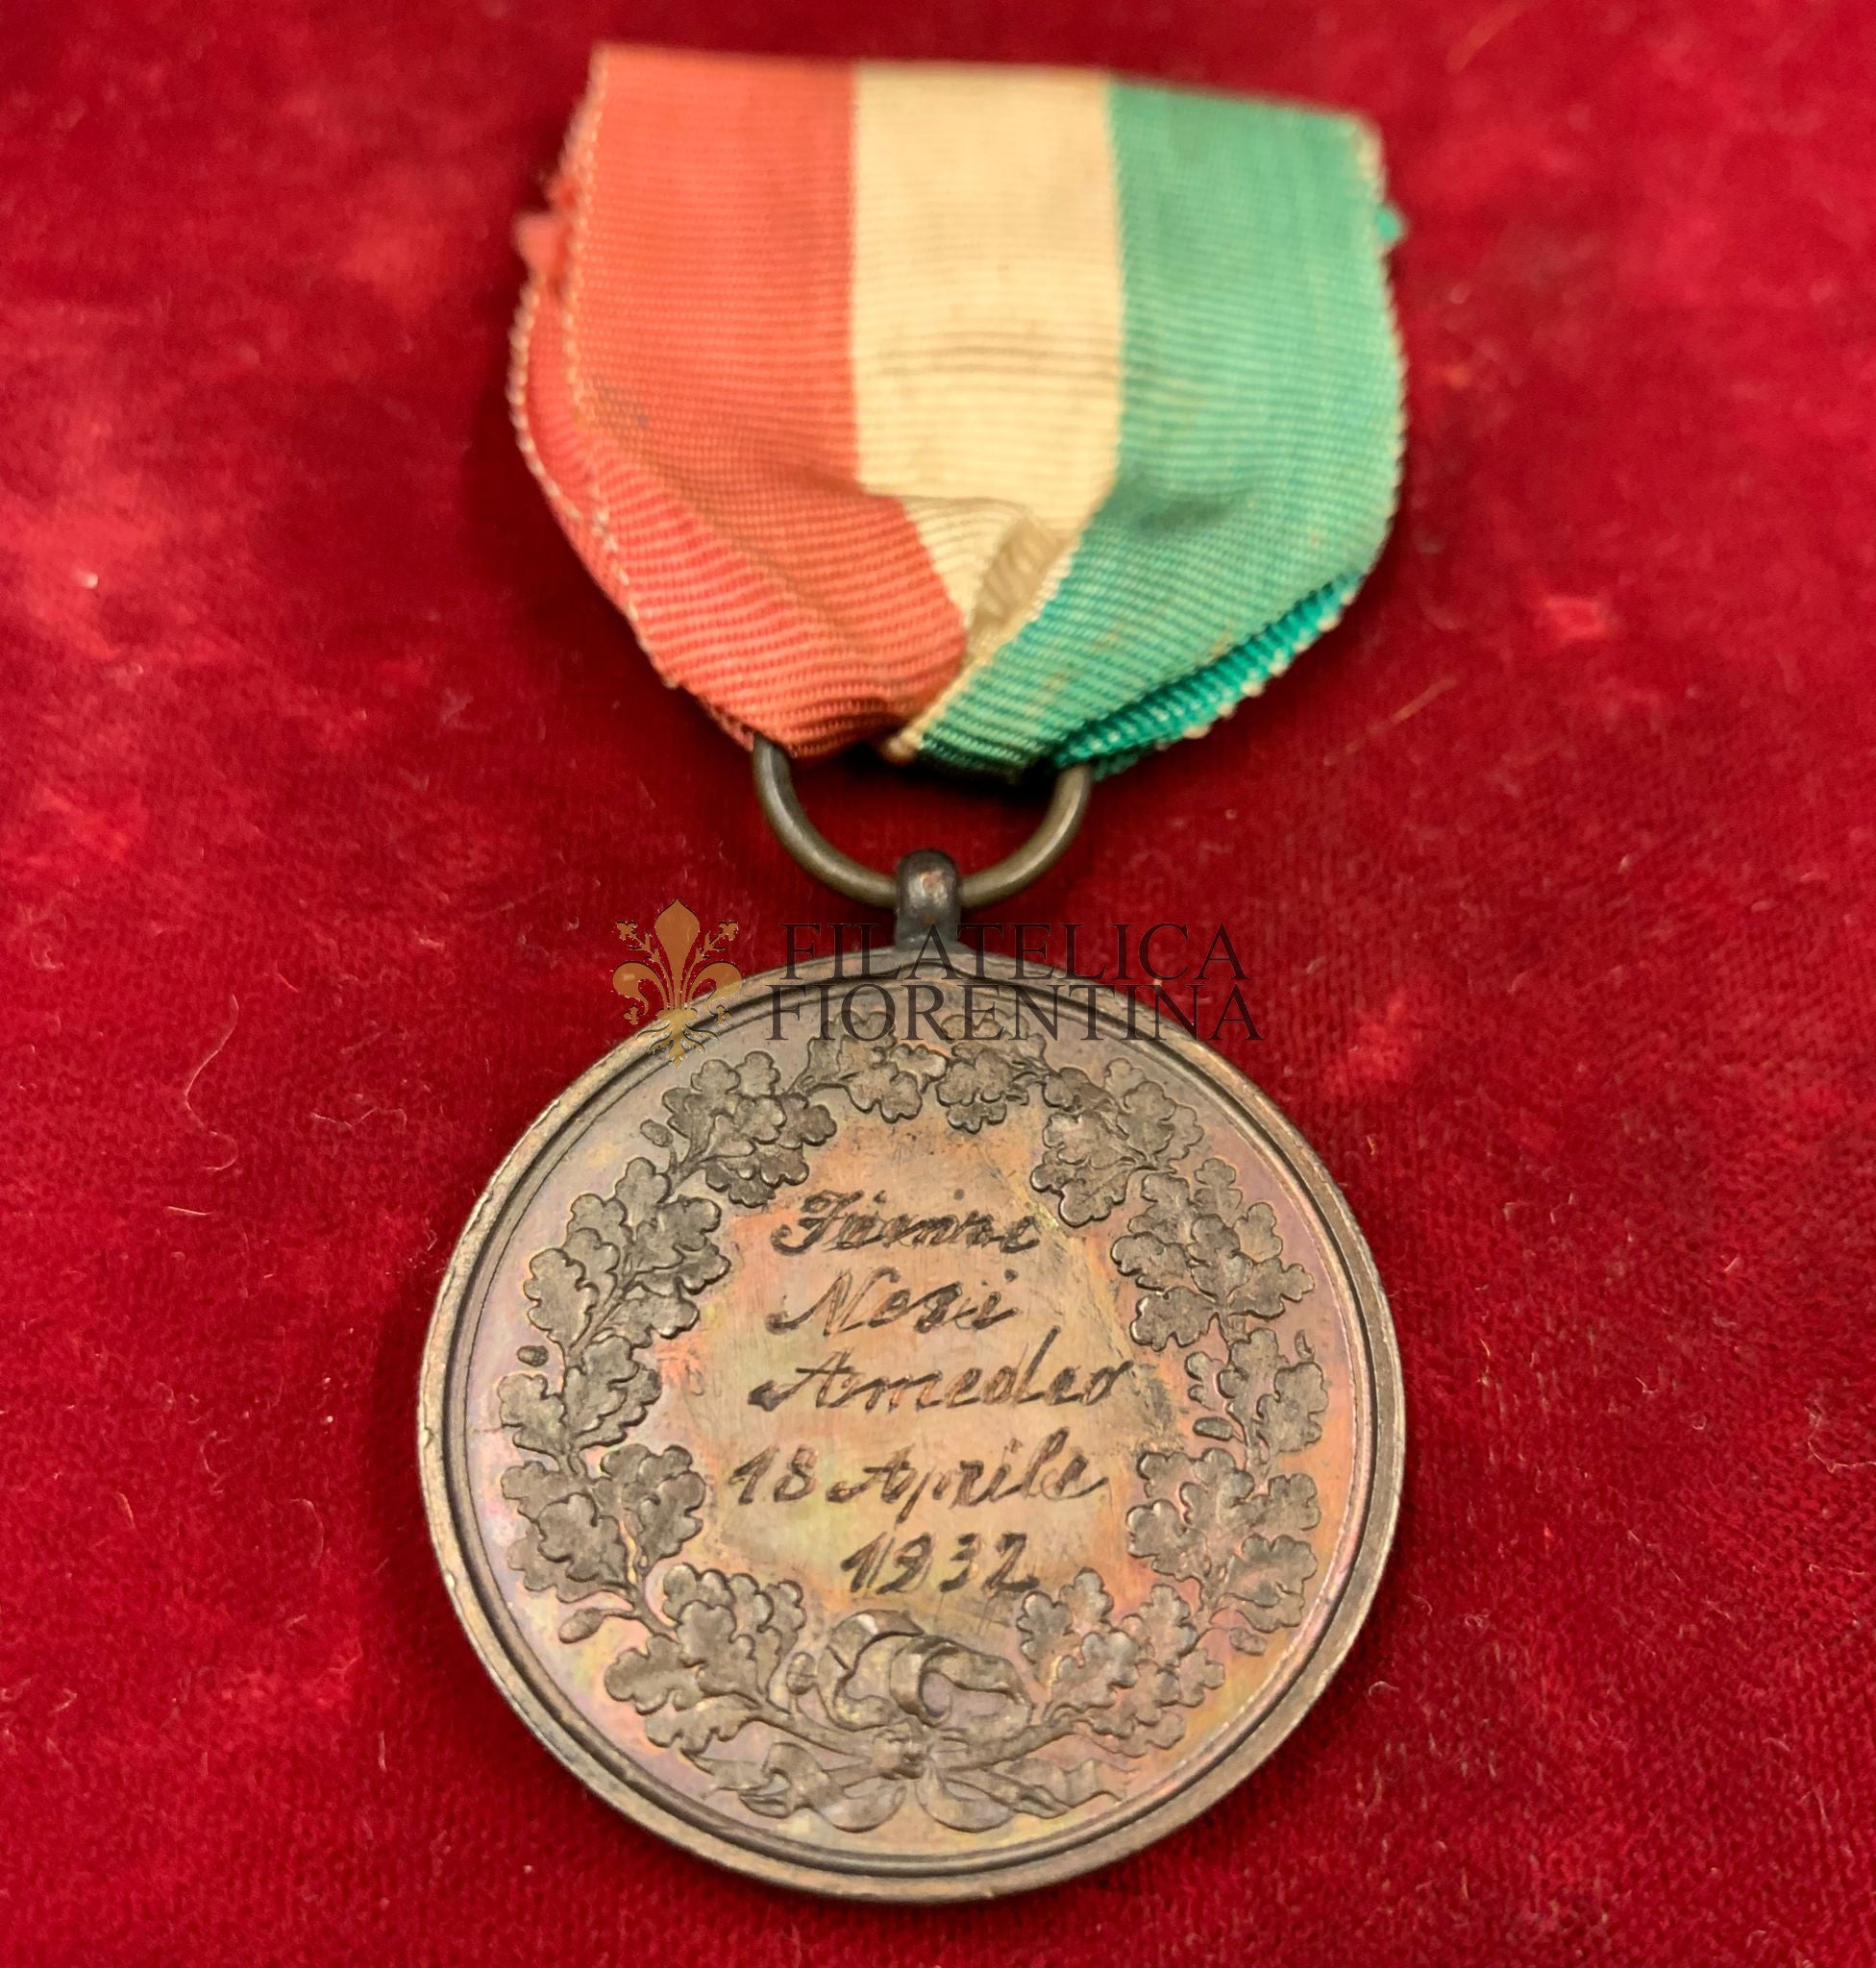 FILATELICA
FIORENTINA
Fiume
Nesi
Amedeo
18 Aprile
1932